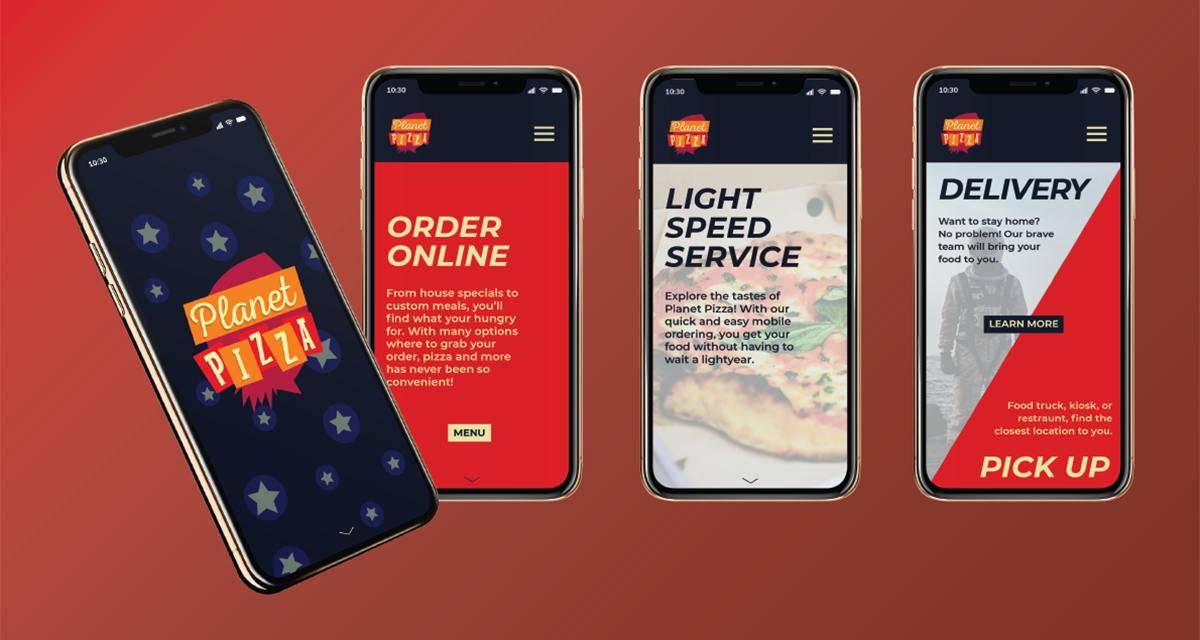 10:30
Planet
PIZZA
10:30
Planet
PIZZA
ORDER
ONLINE
From house specials to
custom meals, you'll
find what your hungry
for. With many options
where to grab your
order, pizza and more
has never been so
convenient!
MENU
10:30
Planet
PIZZA
LIGHT
SPEED
SERVICE
Explore the tastes of
Planet Pizza! With our
quick and easy mobile
ordering, you get your
food without having to
wait a lightyear.
10:30
Planet
PIZZA
DELIVERY
Want to stay home?
No problem! Our brave
team will bring your
food to you.
LEARN MORE
Food truck, kiosk, or
restraunt, find the
closest location to you.
PICK UP